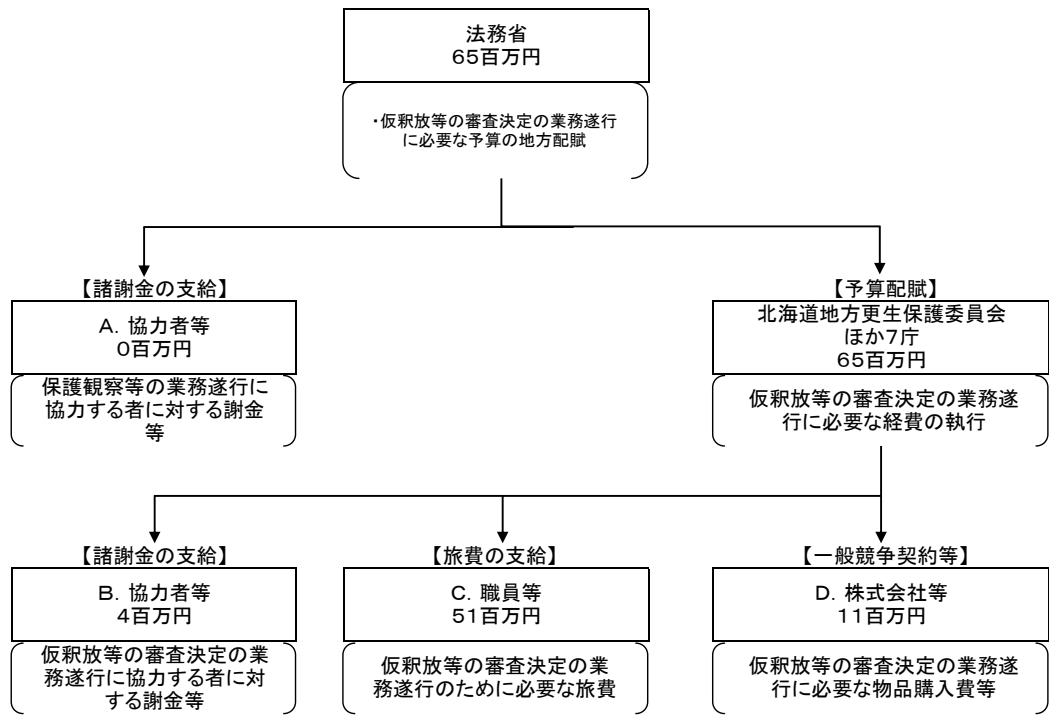 法務省
65百万円
・仮釈放等の審査決定の業務遂行
に必要な予算の地方配賦
【諸謝金の支給】
A．協力者等
0百万円
保護観察等の業務遂行に
協力する者に対する謝金
等
【予算配賦】
北海道地方更生保護委員会
ほか7庁
65百万円
仮釈放等の審査決定の業務遂
行に必要な経費の執行
【諸謝金の支給】
B．協力者等
4百万円
仮釈放等の審査決定の業
務遂行に協力する者に対
する謝金等
【旅費の支給】
C．職員等
51百万円
仮釈放等の審査決定の業
務遂行のために必要な旅費
【一般競争契約等】
D．株式会社等
11百万円
仮釈放等の審査決定の業務遂
行に必要な物品購入費等